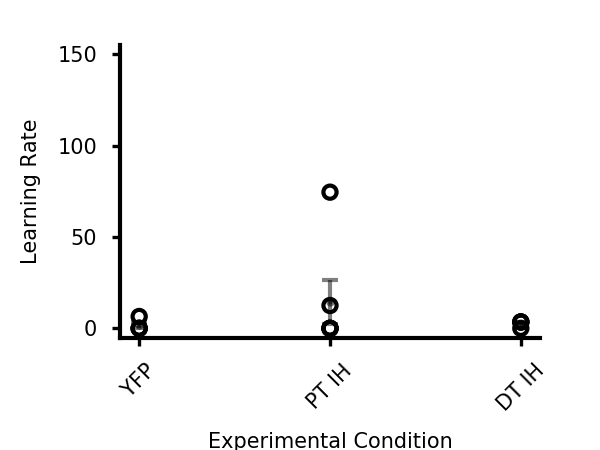 150
100
50
0
Learning Rate
YFP
PT IH
DT IH
Experimental Condition